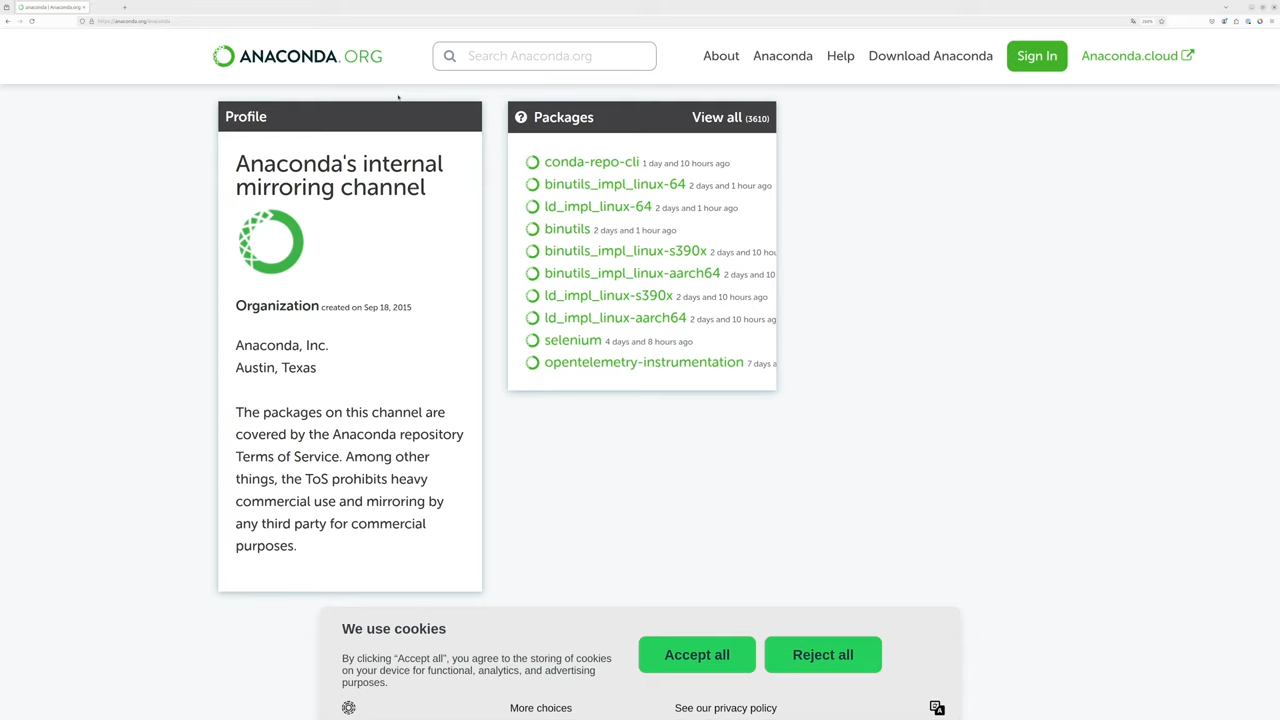 anaconda | Anaconda.org
https://anaconda.org/anaconda
ANACONDA.ORG
Search Anaconda.org
About
Anaconda
Help
Download Anaconda
Sign In
Anaconda.cloud
Profile
Anaconda's internal
mirroring channel
Organization created on Sep 18, 2015
Anaconda, Inc.
Austin, Texas
The packages on this channel are
covered by the Anaconda repository
Terms of Service. Among other
things, the ToS prohibits heavy
commercial use and mirroring by
any third party for commercial
purposes.
Packages
View all (3610)
conda-repo-cli 1 day and 10 hours ago
binutils_impl_linux-64 2 days and 1 hour ago
ld_impl_linux-64 2 days and 1 hour ago
binutils 2 days and 1 hour ago
binutils_impl_linux-s390x 2 days and 10 hou
binutils_impl_linux-aarch64 2 days and 10
ld_impl_linux-s390x 2 days and 10 hours ago
ld_impl_linux-aarch64 2 days and 10 hours ag
selenium 4 days and 8 hours ago
opentelemetry-instrumentation 7 days a
We use cookies
By clicking “Accept all”, you agree to the storing of cookies
on your device for functional, analytics, and advertising
purposes.
Accept all
Reject all
More choices
See our privacy policy